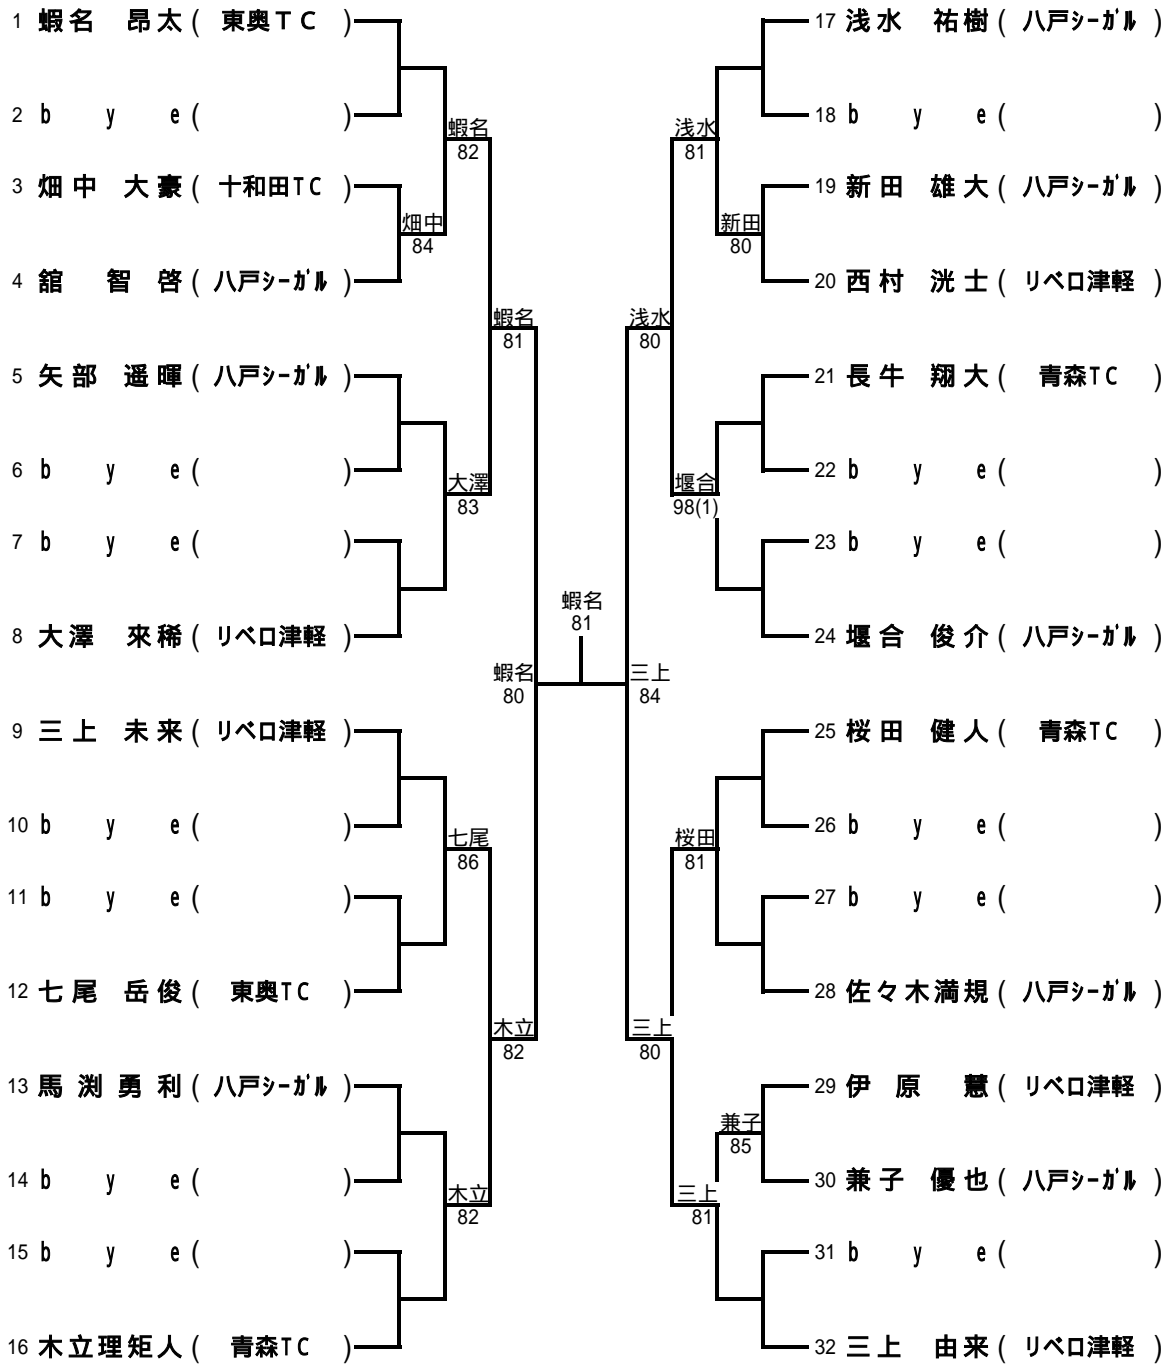 1 蝦名 昂太 ( 東奥TC )
2 bye ( )
3 畑中 大豪 ( 十和田TC )
4 舘 智啓 ( 八戸ｼｰｶﾞﾙ )
5 矢部 遥暉 ( 八戸ｼｰｶﾞﾙ )
6 bye ( )
7 bye ( )
8 大澤 來稀 ( リベロ津軽 )
9 三上 未来 ( リベロ津軽 )
10 bye ( )
11 bye ( )
12 七尾 岳俊 ( 東奥TC )
13 馬渕勇利 ( 八戸ｼｰｶﾞﾙ )
14 bye ( )
15 bye ( )
16 木立理矩人 ( 青森TC )
畑中
84
蝦名
82
大澤
83
七尾
86
木立
82
蝦名
81
木立
82
蝦名
80
蝦名
81
三上
84
浅水
80
三上
80
浅水
81
堰合
98(1)
桜田
81
三上
81
新田
80
兼子
85
17 浅水 祐樹 ( 八戸ｼｰｶﾞﾙ )
18 bye ( )
19 新田 雄大 ( 八戸ｼｰｶﾞﾙ )
20 西村 洸士 ( リベロ津軽 )
21 長牛 翔大 ( 青森TC )
22 bye ( )
23 bye ( )
24 堰合 俊介 ( 八戸ｼｰｶﾞﾙ )
25 桜田 健人 ( 青森TC )
26 bye ( )
27 bye ( )
28 佐々木満規 ( 八戸ｼｰｶﾞﾙ )
29 伊原 慧 ( リベロ津軽 )
30 兼子 優也 ( 八戸ｼｰｶﾞﾙ )
31 bye ( )
32 三上 由来 ( リベロ津軽 )